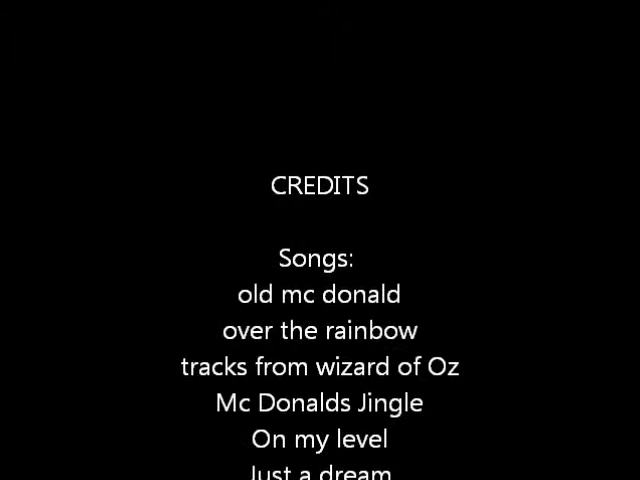 CREDITS
Songs:
old mc donald
over the rainbow
tracks from wizard of Oz
Mc Donalds Jingle
On my level
Just a dream